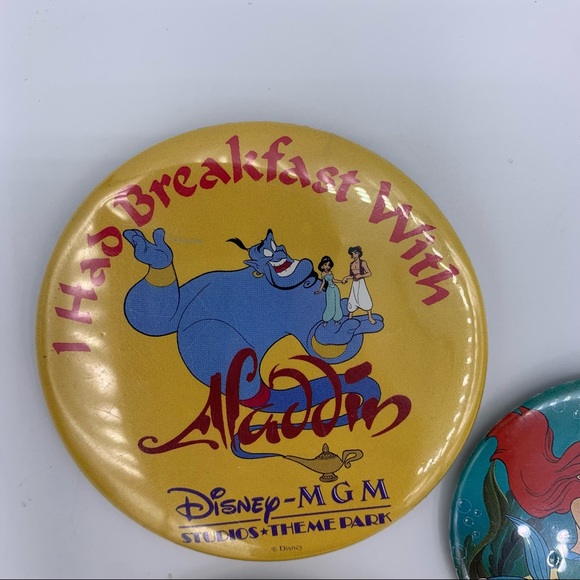 I Had Breakfast With
Aladdin
Disney-MGM
STUDIOS★THEME PARK
© Disney